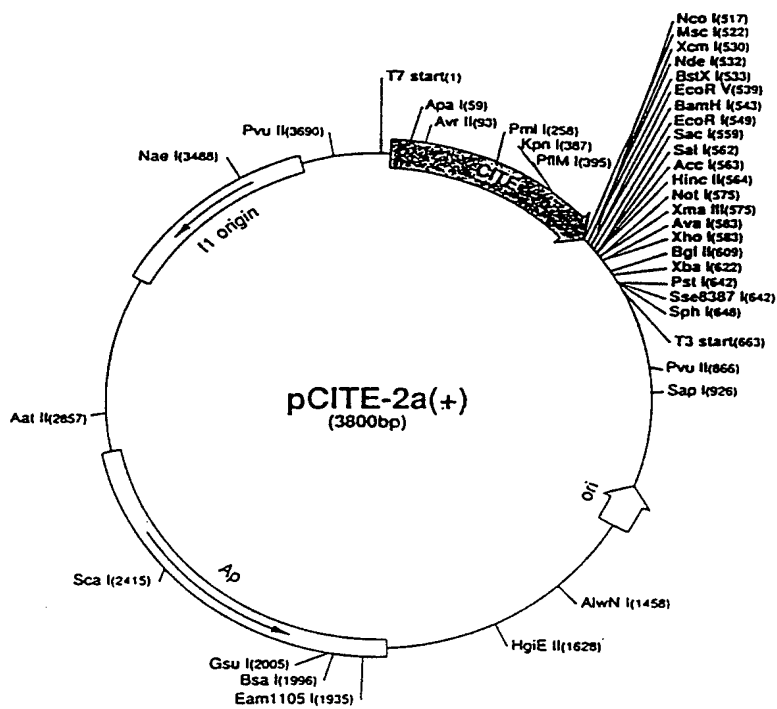 Nco I(517)
Msc I(522)
Xcm I(530)
Nde I(532)
BstX I(533)
EcoR V(539)
BamH I(543)
EcoR I(549)
Sac I(559)
Sal I(562)
Acc I(563)
Hinc II(564)
Not I(575)
Xma III(575)
Ava I(583)
Xho I(583)
Bgl II(609)
Xba I(622)
Pst I(642)
Sse8387 I(642)
Sph I(648)
T3 start(663)
T7 start(1)
Apa I(59)
Avr II(93)
Pml I(258)
Kpn I(387)
PflM I(395)
CITE
Pvu II(3690)
Nae I(3488)
f1 origin
Pvu II(866)
Sap I(926)
pCITE-2a(+)
(3800bp)
Aat II(2857)
ori
Sca I(2415)
Ap
AlwN I(1458)
HgiE II(1628)
Gsu I(2005)
Bsa I(1996)
Eam1105 I(1935)